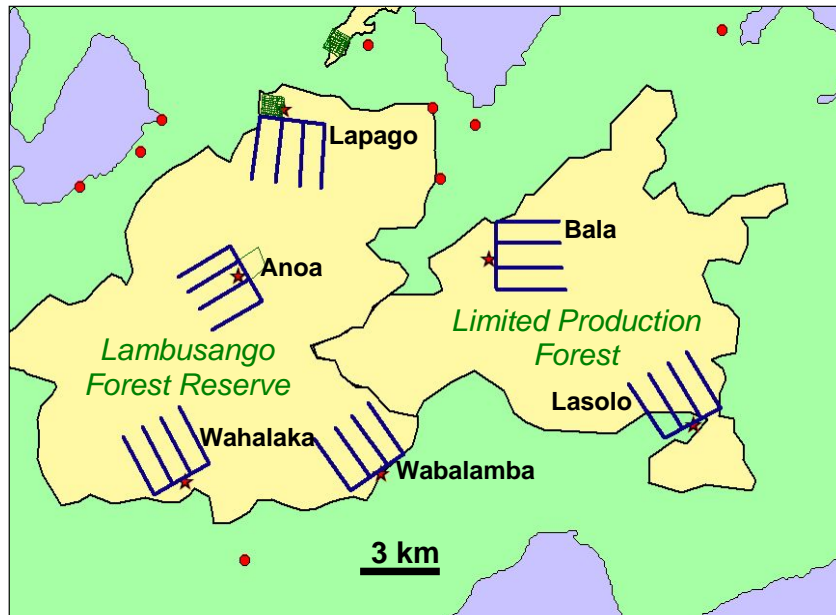 Lapago
Bala
Anoa
Limited Production
Forest
Lambusango
Forest Reserve
Lasolo
Wahalaka
Wabalamba
3 km